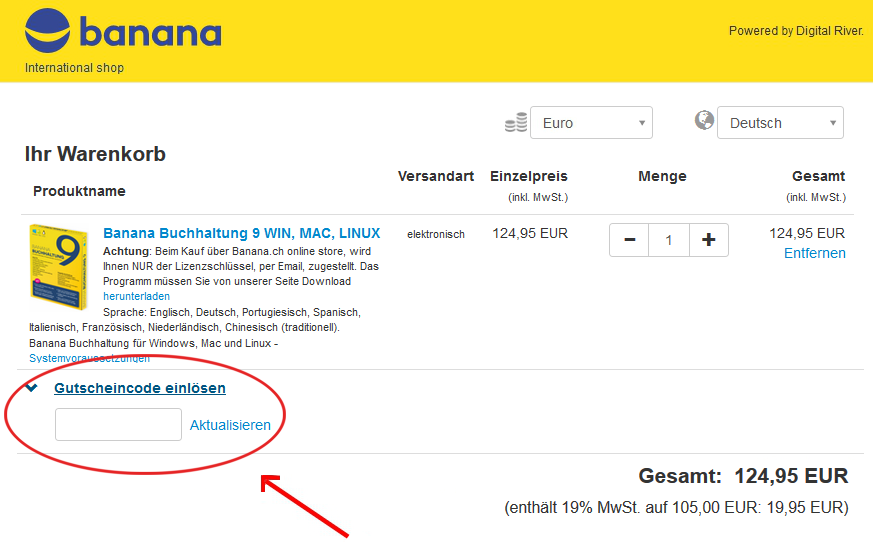 banana
International shop
Powered by Digital River.
Euro
Deutsch
Ihr Warenkorb
Produktname
Versandart
Einzelpreis
(inkl. MwSt.)
Menge
Gesamt
(inkl. MwSt.)
9
BUCHHALTUNG
Banana Buchhaltung 9 WIN, MAC, LINUX
Achtung: Beim Kauf über Banana.ch online store, wird
Ihnen NUR der Lizenzschlüssel, per Email, zugestellt. Das
Programm müssen Sie von unserer Seite Download
herunterladen
Sprache: Englisch, Deutsch, Portugiesisch, Spanisch,
Italienisch, Französisch, Niederländisch, Chinesisch (traditionell).
Banana Buchhaltung für Windows, Mac und Linux -
Systemvoraussetzungen
elektronisch
124,95 EUR
1
124,95 EUR
Entfernen
Gutscheincode einlösen
Aktualisieren
Gesamt: 124,95 EUR
(enthält 19% MwSt. auf 105,00 EUR: 19,95 EUR)